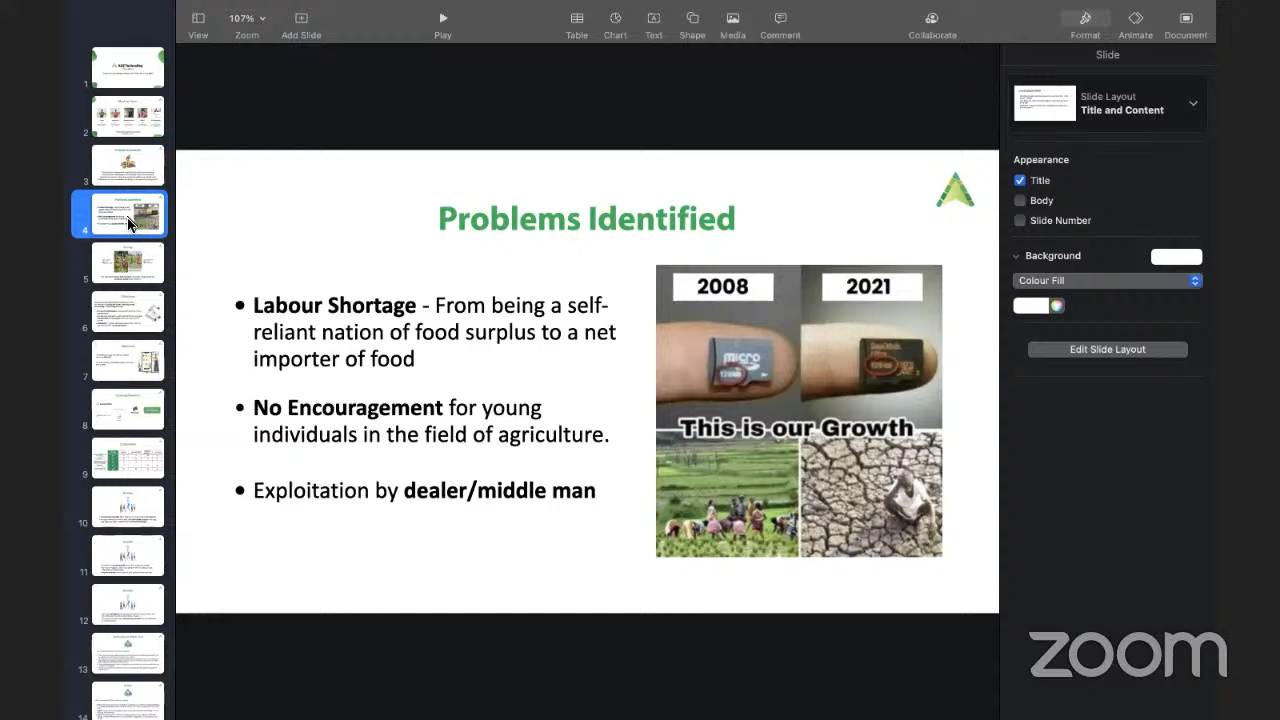 107%
View
Zoom
Add Slide
Play
Table
Chart
Text
Shape
Media
Comment
Collaborate
Format
Animate
Document
Slide
Slide Layout
Title and Content
Appearance
Title
Body
Slide Number
Background
Colour Fill
Edit Slide Layout
1
2
3
4
5
6
7
8
9
10
11
12
13
14
Problems Identified
• Labour Shortage - From being a self-
reliant nation of food surplus to a net
importer of food
• No Encouragement for young
individuals in the field of agriculture.
• Exploitation by dealer/middle man
2008
2021
micro
This is our Growth
zoom